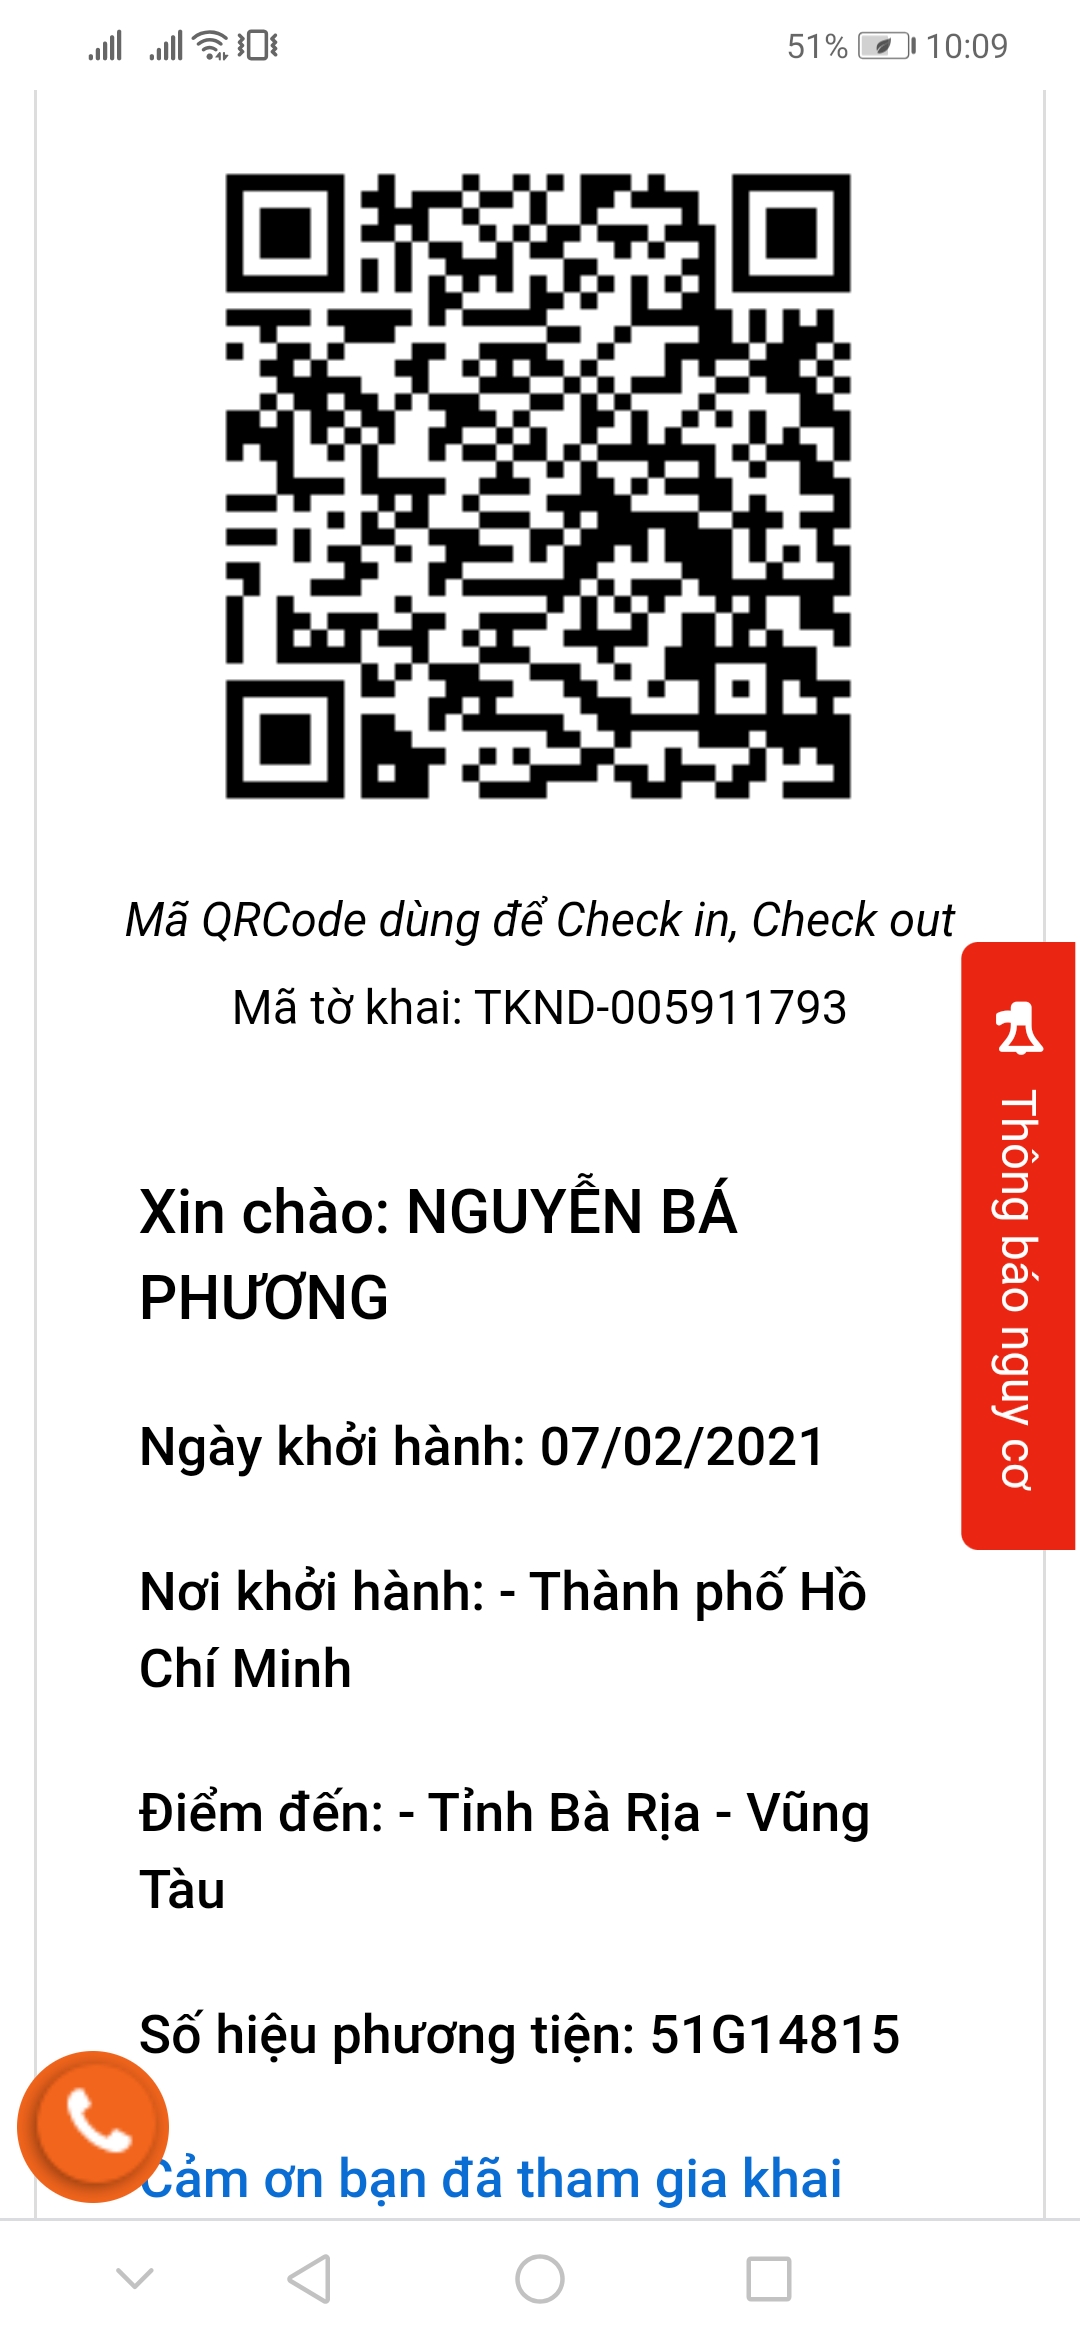 51% 10:09
Mã QRCode dùng để Check in, Check out
Mã tờ khai: TKND-005911793
Thông báo nguy cơ
Xin chào: NGUYỄN BÁ
PHƯƠNG
Ngày khởi hành: 07/02/2021
Nơi khởi hành: - Thành phố Hồ
Chí Minh
Điểm đến: - Tỉnh Bà Rịa - Vũng
Tàu
Số hiệu phương tiện: 51G14815
Cảm ơn bạn đã tham gia khai